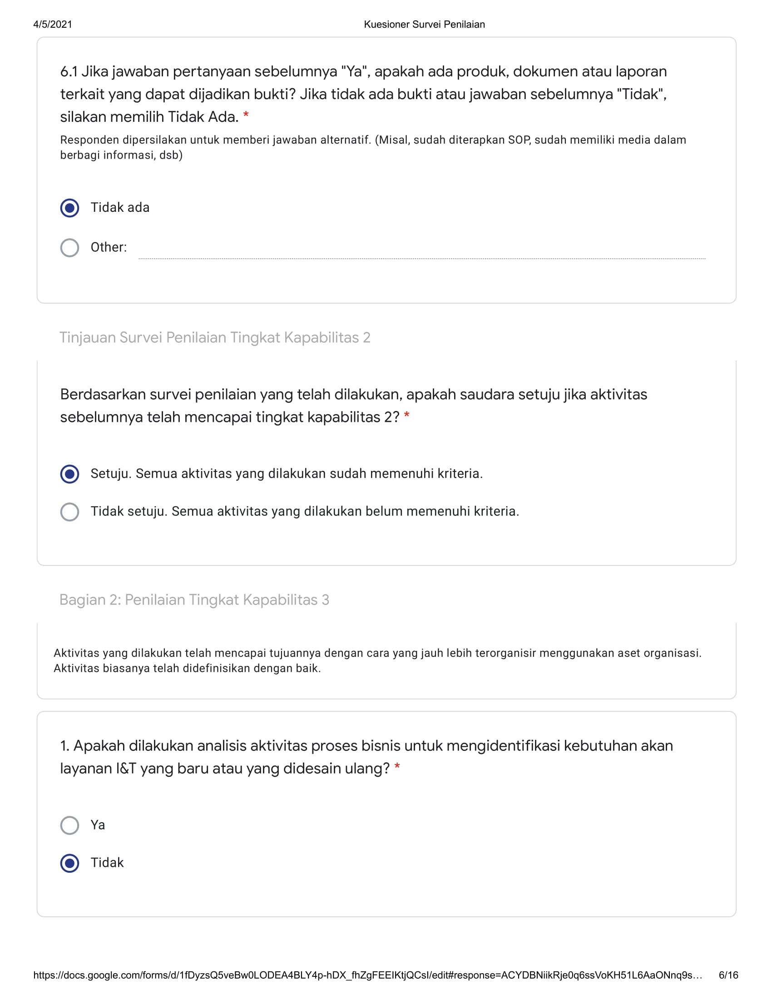 4/5/2021 Kuesioner Survei Penilaian
6.1 Jika jawaban pertanyaan sebelumnya "Ya", apakah ada produk, dokumen atau laporan
terkait yang dapat dijadikan bukti? Jika tidak ada bukti atau jawaban sebelumnya "Tidak",
silakan memilih Tidak Ada. *
Responden dipersilakan untuk memberi jawaban alternatif. (Misal, sudah diterapkan SOP, sudah memiliki media dalam
berbagi informasi, dsb)
Tidak ada
Other:
Tinjauan Survei Penilaian Tingkat Kapabilitas 2
Berdasarkan survei penilaian yang telah dilakukan, apakah saudara setuju jika aktivitas
sebelumnya telah mencapai tingkat kapabilitas 2? *
Setuju. Semua aktivitas yang dilakukan sudah memenuhi kriteria.
Tidak setuju. Semua aktivitas yang dilakukan belum memenuhi kriteria.
Bagian 2: Penilaian Tingkat Kapabilitas 3
Aktivitas yang dilakukan telah mencapai tujuannya dengan cara yang jauh lebih terorganisir menggunakan aset organisasi.
Aktivitas biasanya telah didefinisikan dengan baik.
1. Apakah dilakukan analisis aktivitas proses bisnis untuk mengidentifikasi kebutuhan akan
layanan I&T yang baru atau yang didesain ulang? *
Ya
Tidak
https://docs.google.com/forms/d/1fDyzsQ5veBw0LODEA4BLY4p-hDX_fhZgFEEIKtjQCsI/edit#response=ACYDBNiikRje0q6ssVoKH51L6AaONnq9s… 6/16